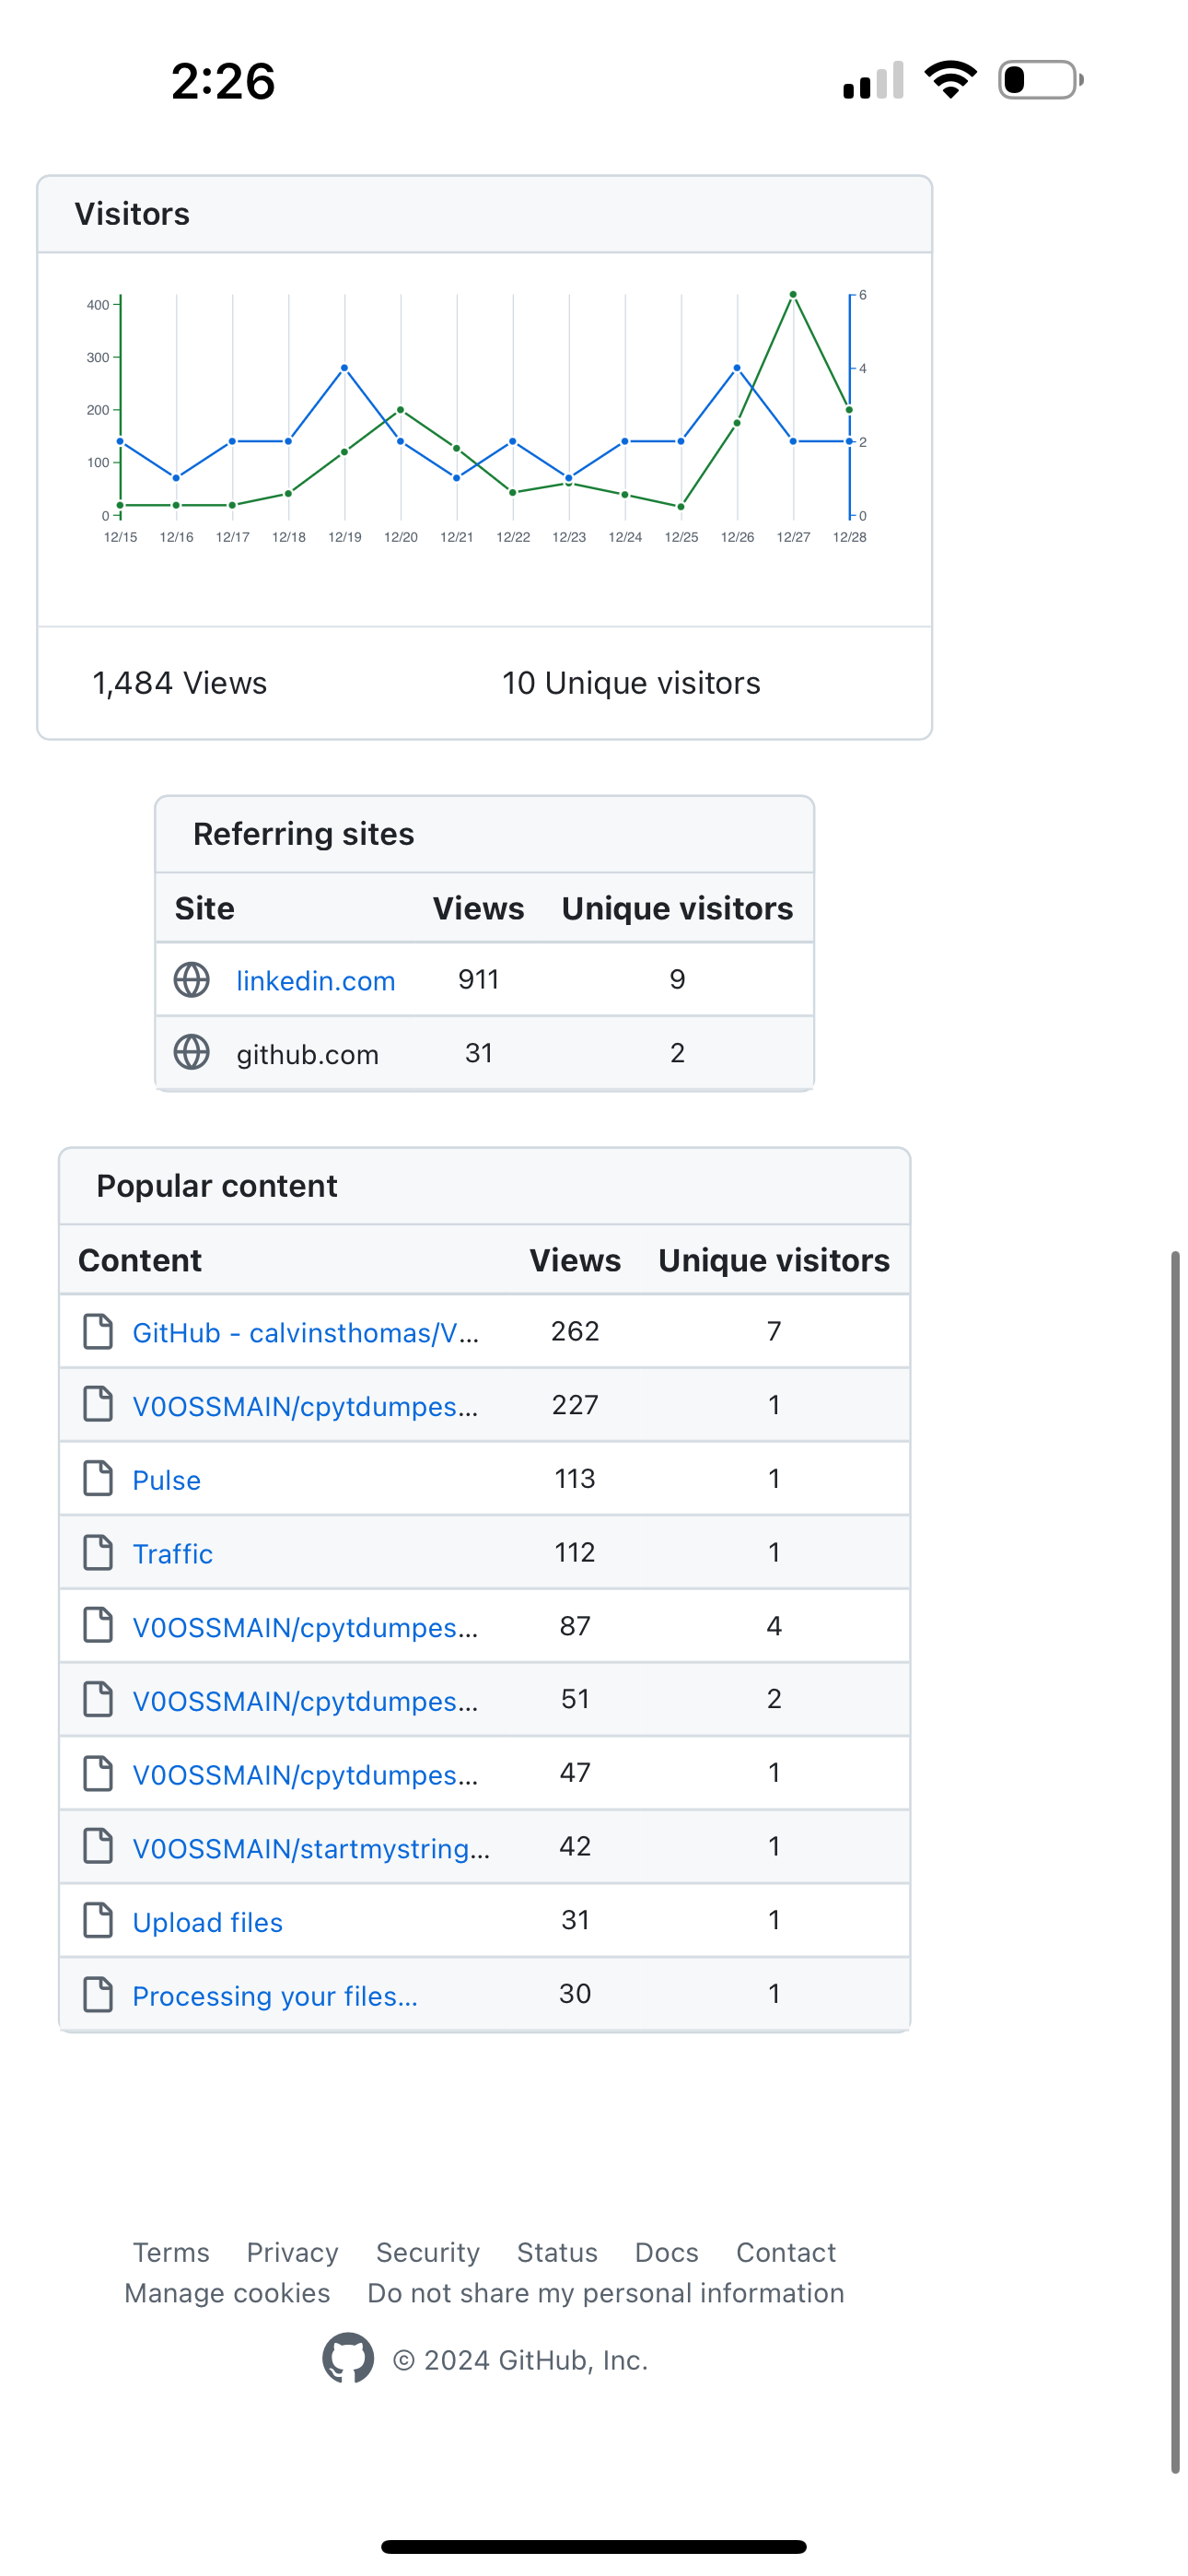 2:26
Visitors
400
300
200
100
0
6
4
2
0
12/15 12/16 12/17 12/18 12/19 12/20 12/21 12/22 12/23 12/24 12/25 12/26 12/27 12/28
1,484 Views 10 Unique visitors
Referring sites
Site Views Unique visitors
linkedin.com 911 9
github.com 31 2
Popular content
Content Views Unique visitors
GitHub - calvinsthomas/V... 262 7
V0OSSMAIN/cpytdumpes... 227 1
Pulse 113 1
Traffic 112 1
V0OSSMAIN/cpytdumpes... 87 4
V0OSSMAIN/cpytdumpes... 51 2
V0OSSMAIN/cpytdumpes... 47 1
V0OSSMAIN/startmystring... 42 1
Upload files 31 1
Processing your files... 30 1
Terms Privacy Security Status Docs Contact
Manage cookies Do not share my personal information
© 2024 GitHub, Inc.